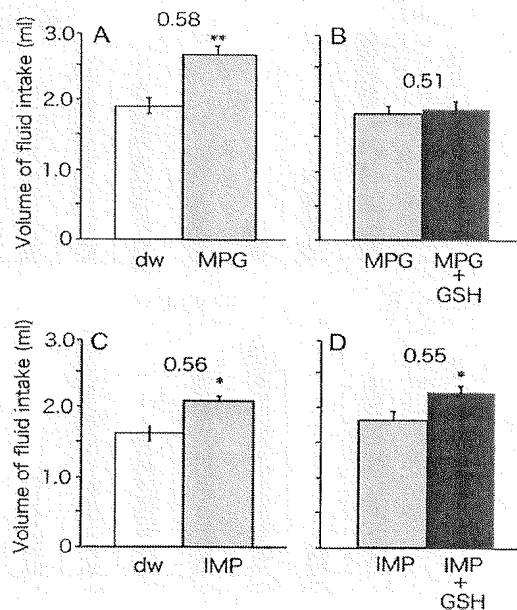 A
0.58
B
3.0
**
0.51
2.0
1.0
0
Volume of fluid intake (ml)
dw
MPG
MPG
MPG
+
GSH
C
0.56
D
0.55
3.0
*
*
2.0
1.0
0
Volume of fluid intake (ml)
dw
IMP
IMP
IMP
+
GSH